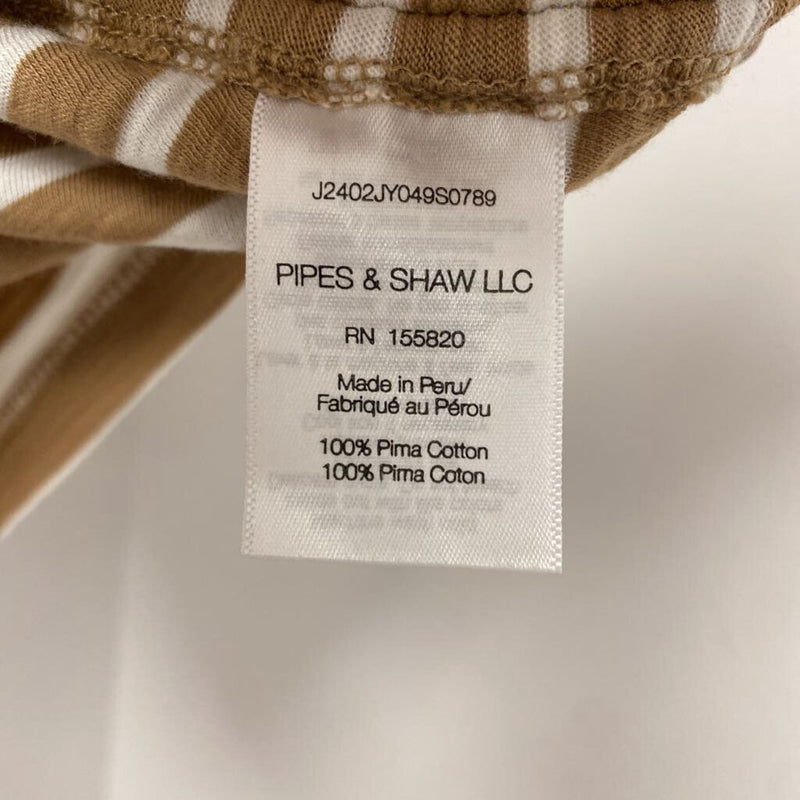 J2402JY049S0789
PIPES & SHAW LLC
RN 155820
Made in Peru/
Fabriqué au Pérou
100% Pima Cotton
100% Pima Coton